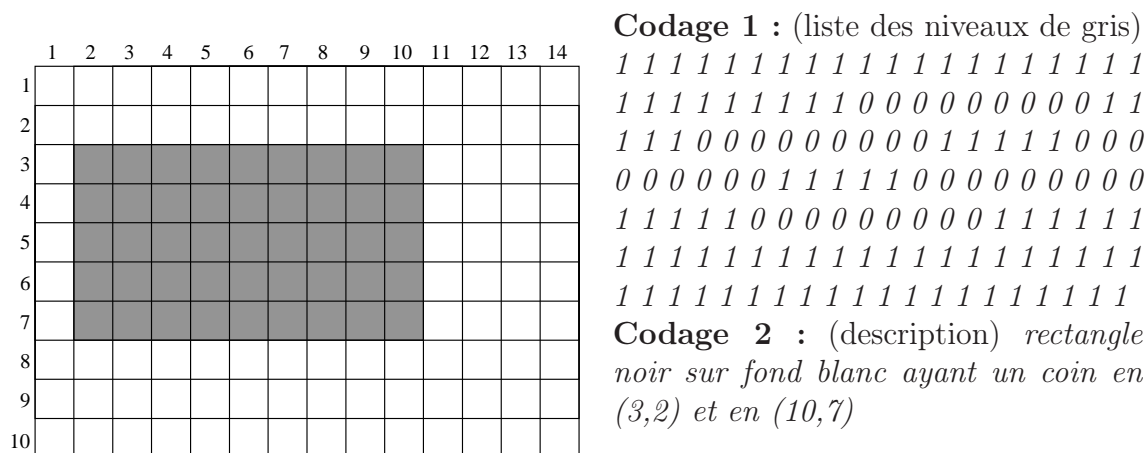 1 2 3 4 5 6 7 8 9 10 11 12 13 14
1
2
3
4
5
6
7
8
9
10
Codage 1 : (liste des niveaux de gris)
1 1 1 1 1 1 1 1 1 1 1 1 1 1 1 1 1 1 1 1
1 1 1 1 1 1 1 1 1 0 0 0 0 0 0 0 0 0 1 1
1 1 1 0 0 0 0 0 0 0 0 0 1 1 1 1 1 0 0 0
0 0 0 0 0 0 1 1 1 1 1 0 0 0 0 0 0 0 0 0
1 1 1 1 1 0 0 0 0 0 0 0 0 0 1 1 1 1 1 1
1 1 1 1 1 1 1 1 1 1 1 1 1 1 1 1 1 1 1 1
1 1 1 1 1 1 1 1 1 1 1 1 1 1 1 1 1 1 1 1
Codage 2 : (description) rectangle
noir sur fond blanc ayant un coin en
(3,2) et en (10,7)